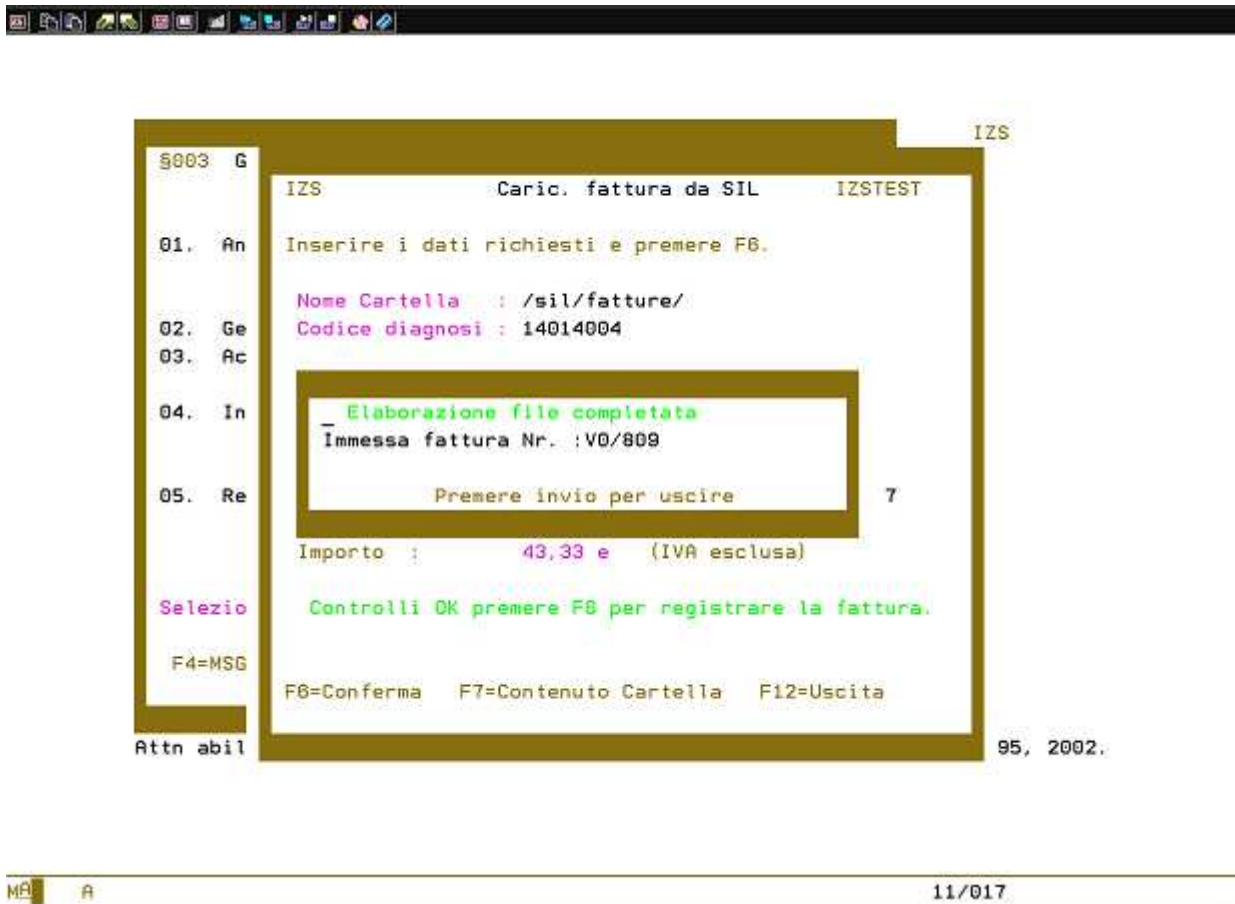 IZS
§003 G
IZS Caric. fattura da SIL IZSTEST
01. An Inserire i dati richiesti e premere F6.
Nome Cartella : /sil/fatture/
02. Ge Codice diagnosi : 14014004
03. Ac
04. In _ Elaborazione file completata
Immessa fattura Nr. :V0/809
05. Re Premere invio per uscire 7
Importo : 43,33 e (IVA esclusa)
Selezio Controlli OK premere F6 per registrare la fattura.
F4=MSG
F6=Conferma F7=Contenuto Cartella F12=Uscita
Attn abil 95, 2002.
MA A 11/017